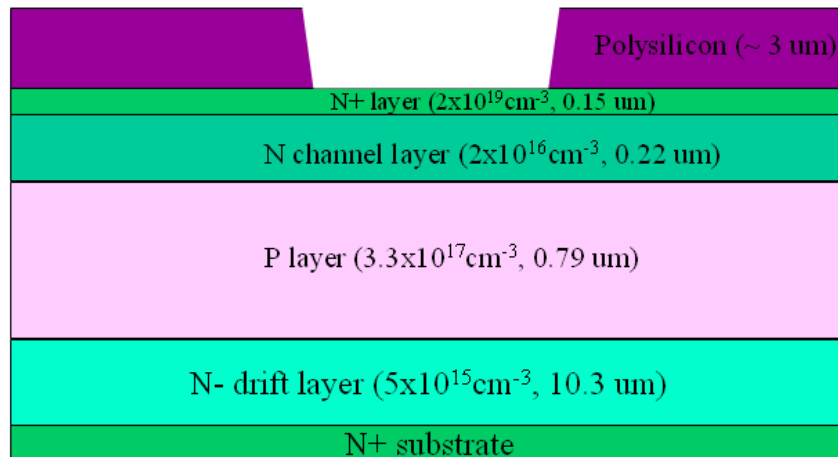 Polysilicon (~ 3 um)
N+ layer (2x10¹⁹cm⁻³, 0.15 um)
N channel layer (2x10¹⁶cm⁻³, 0.22 um)
P layer (3.3x10¹⁷cm⁻³, 0.79 um)
N- drift layer (5x10¹⁵cm⁻³, 10.3 um)
N+ substrate